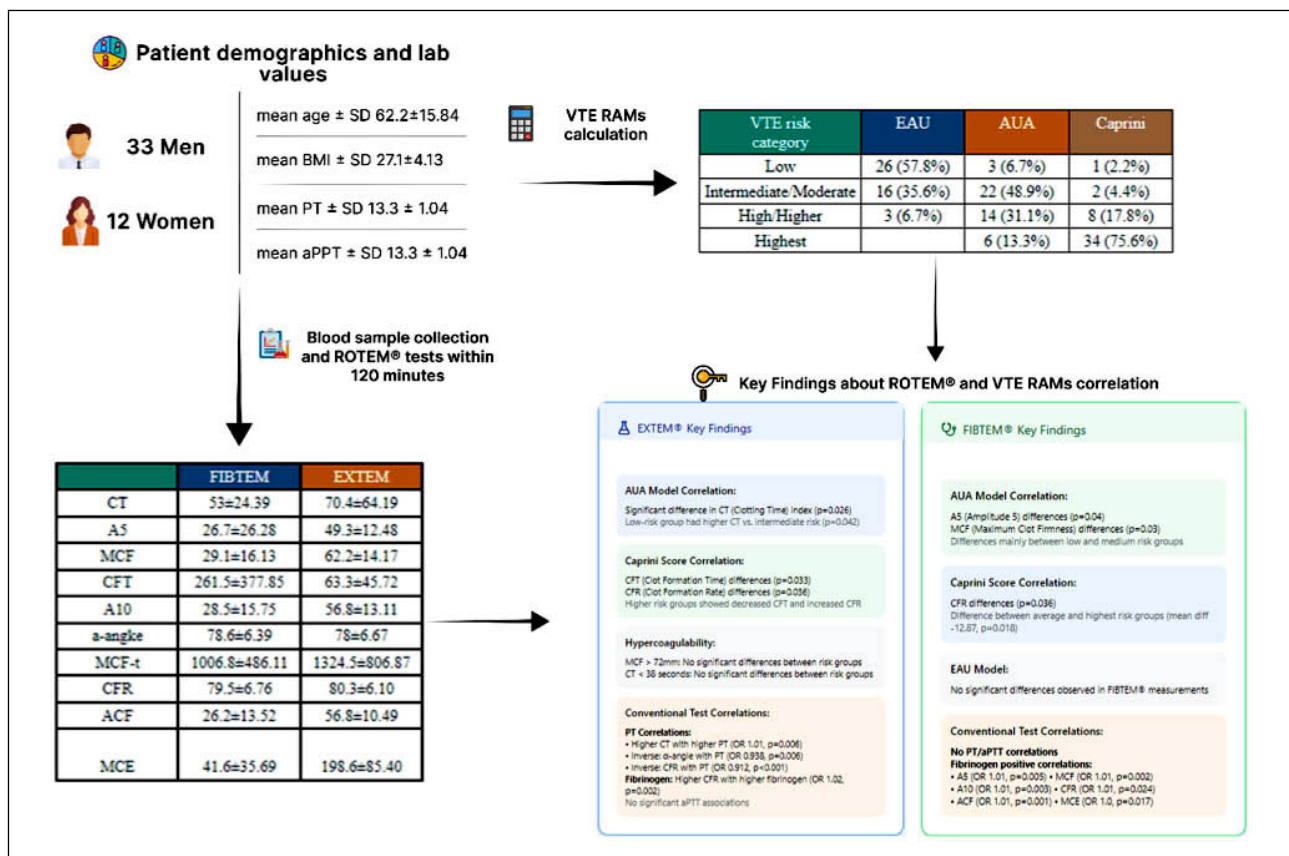 Patient demographics and lab
values
33 Men
12 Women
mean age ± SD 62.2±15.84
mean BMI ± SD 27.1±4.13
mean PT ± SD 13.3 ± 1.04
mean aPPT ± SD 13.3 ± 1.04
VTE RAMs
calculation
VTE risk category EAU AUA Caprini
Low 26 (57.8%) 3 (6.7%) 1 (2.2%)
Intermediate/Moderate 16 (35.6%) 22 (48.9%) 2 (4.4%)
High/Higher 3 (6.7%) 14 (31.1%) 8 (17.8%)
Highest 6 (13.3%) 34 (75.6%)
Blood sample collection
and ROTEM® tests within
120 minutes
FIBTEM EXTEM
CT 53±24.39 70.4±64.19
A5 26.7±26.28 49.3±12.48
MCF 29.1±16.13 62.2±14.17
CFT 261.5±377.85 63.3±45.72
A10 28.5±15.75 56.8±13.11
a-angke 78.6±6.39 78±6.67
MCF-t 1006.8±486.11 1324.5±806.87
CFR 79.5±6.76 80.3±6.10
ACF 26.2±13.52 56.8±10.49
MCE 41.6±35.69 198.6±85.40
Key Findings about ROTEM® and VTE RAMs correlation
EXTEM® Key Findings
AUA Model Correlation:
Significant difference in CT (Clotting Time) index (p=0.026)
Low-risk group had higher CT vs. intermediate risk (p=0.042)
Caprini Score Correlation:
CFT (Clot Formation Time) differences (p=0.033)
CFR (Clot Formation Rate) differences (p=0.036)
Higher risk groups showed decreased CFT and increased CFR
Hypercoagulability:
MCF > 72mm: No significant differences between risk groups
CT < 38 seconds: No significant differences between risk groups
Conventional Test Correlations:
PT Correlations:
• Higher CT with higher PT (OR 1.01, p=0.006)
• Inverse: α-angle with PT (OR 0.938, p=0.006)
• Inverse: CFR with PT (OR 0.912, p<0.001)
Fibrinogen: Higher CFR with higher fibrinogen (OR 1.02,
p=0.002)
No significant aPTT associations
FIBTEM® Key Findings
AUA Model Correlation:
A5 (Amplitude 5) differences (p=0.04)
MCF (Maximum Clot Firmness) differences (p=0.03)
Differences mainly between low and medium risk groups
Caprini Score Correlation:
CFR differences (p=0.036)
Difference between average and highest risk groups (mean diff
-12.87, p=0.018)
EAU Model:
No significant differences observed in FIBTEM® measurements
Conventional Test Correlations:
No PT/aPTT correlations
Fibrinogen positive correlations:
• A5 (OR 1.01, p=0.005) • MCF (OR 1.01, p=0.002)
• A10 (OR 1.01, p=0.003) • CFR (OR 1.01, p=0.024)
• ACF (OR 1.01, p=0.001) • MCE (OR 1.0, p=0.017)